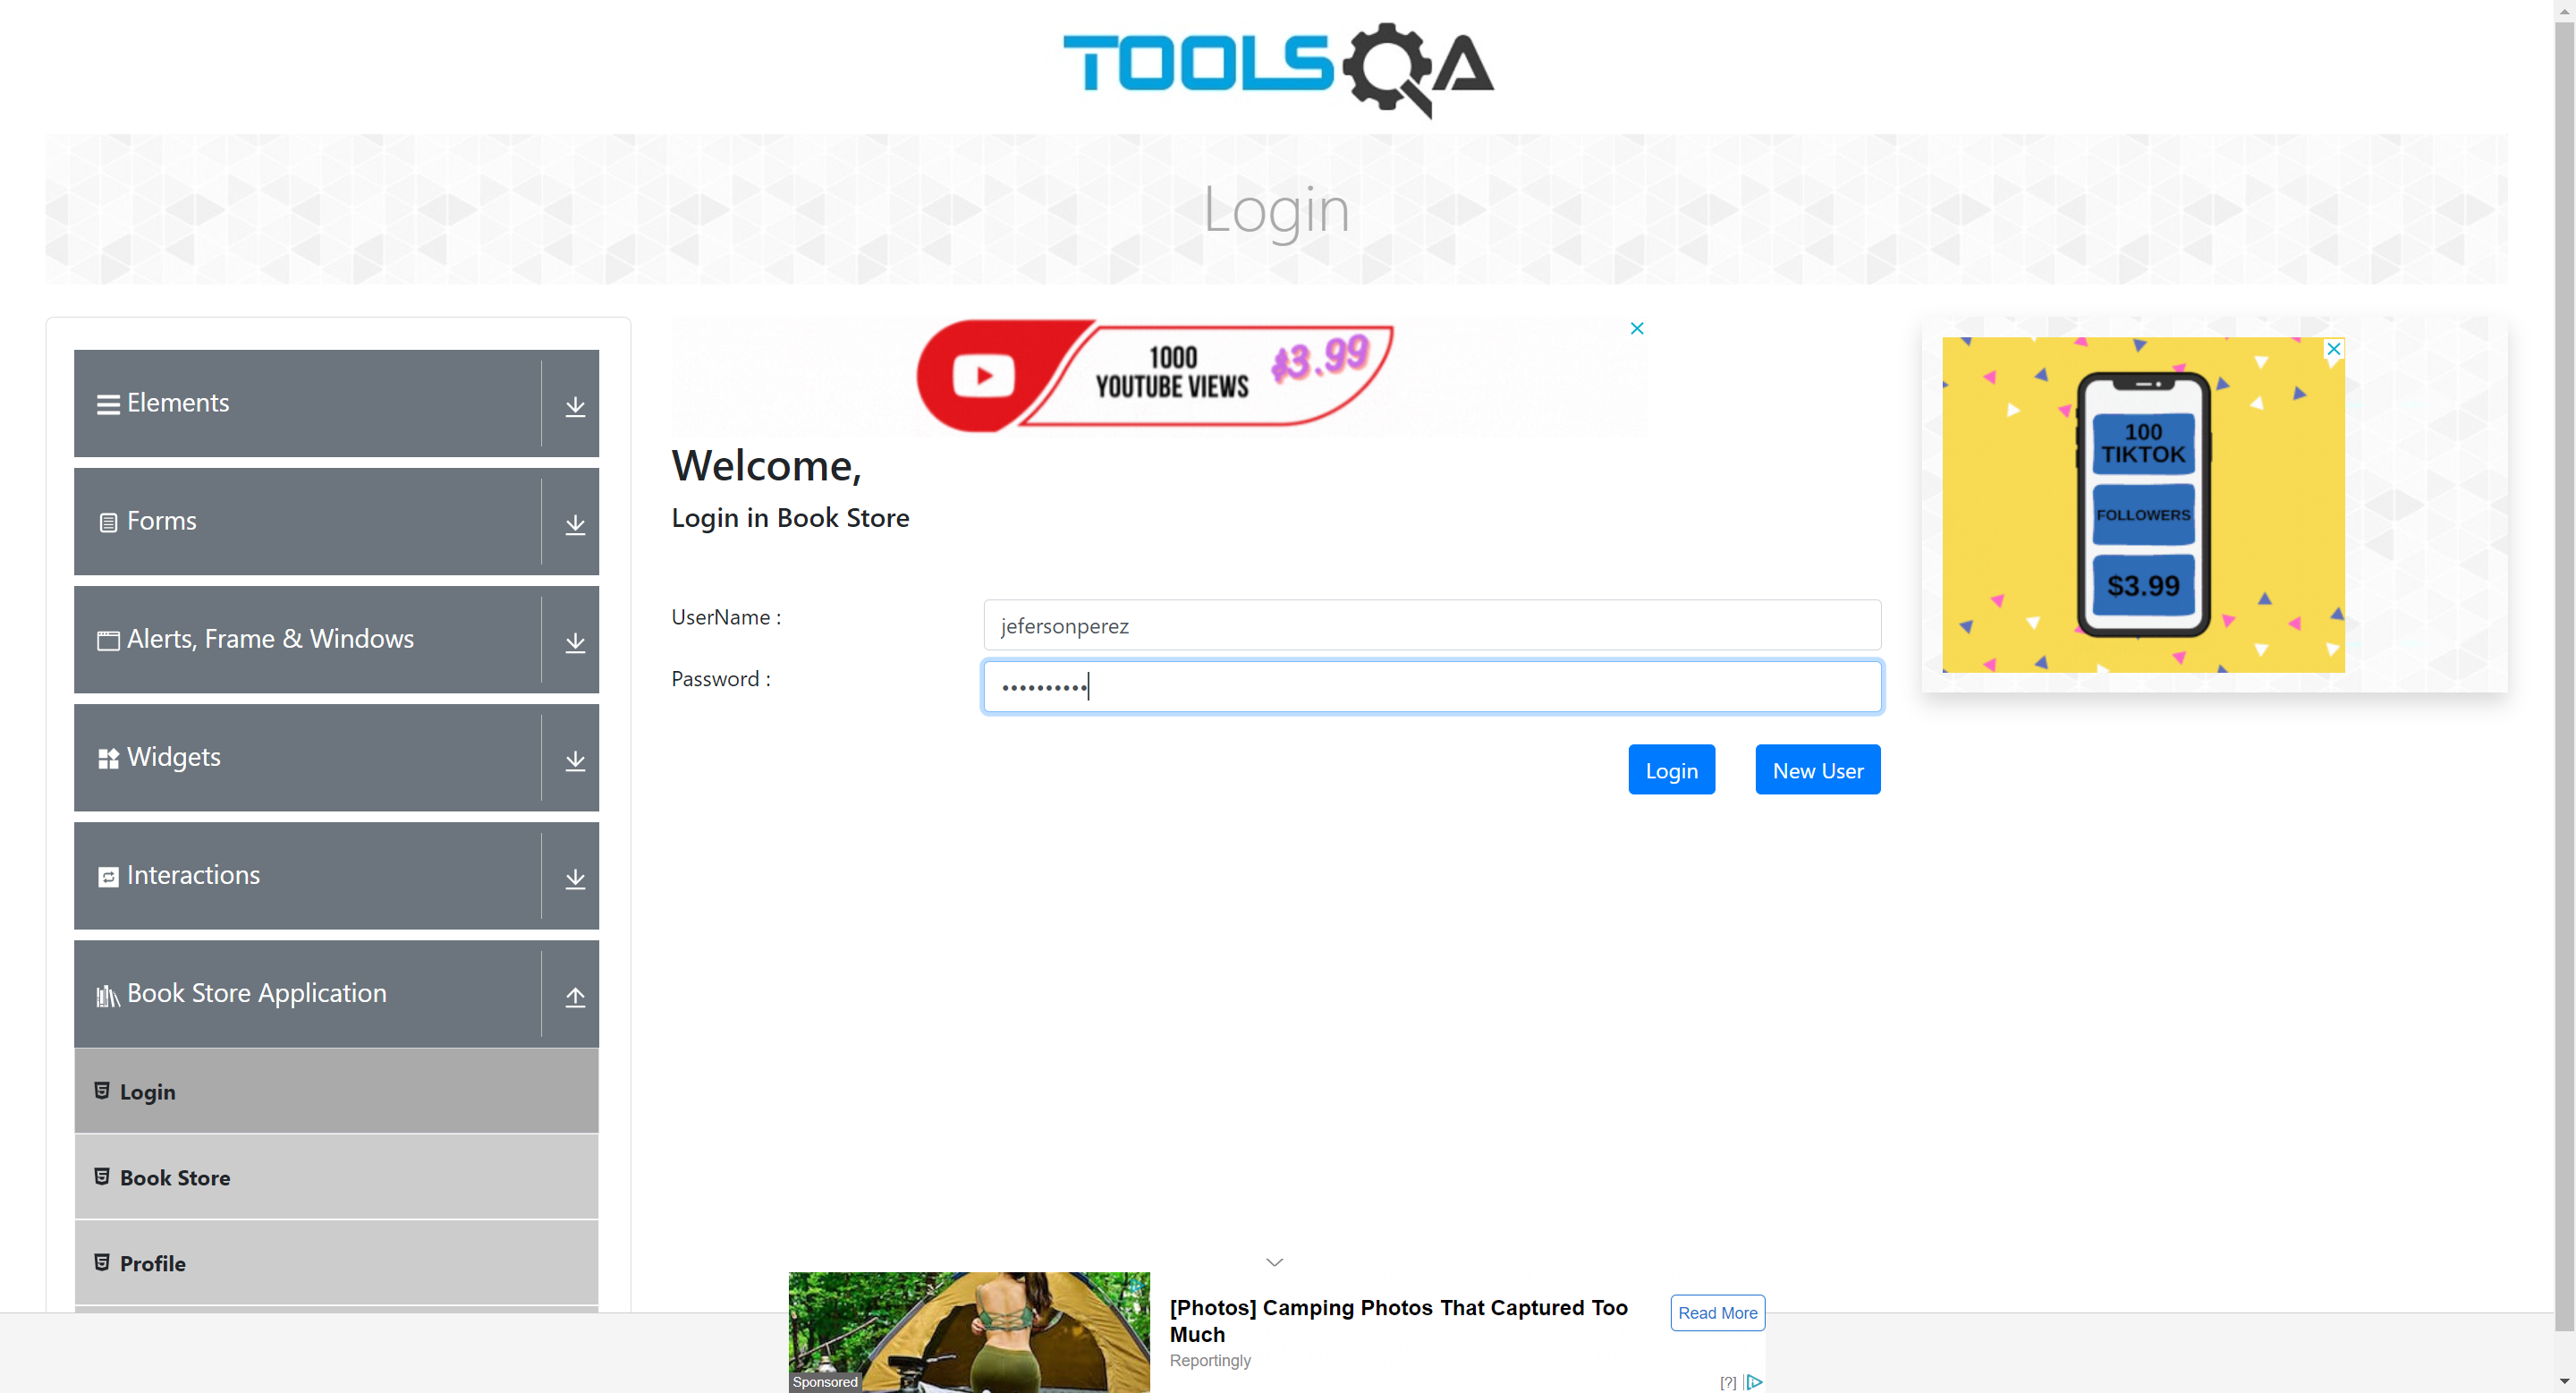 TOOLSQA
Login
Elements
Forms
Alerts, Frame & Windows
Widgets
Interactions
Book Store Application
Login
Book Store
Profile
1000
YOUTUBE VIEWS
$3.99
Welcome,
Login in Book Store
UserName :
jefersonperez
Password :
••••••••••
Login
New User
100
TIKTOK
FOLLOWERS
$3.99
Sponsored
[Photos] Camping Photos That Captured Too
Much
Reportingly
Read More
[?]